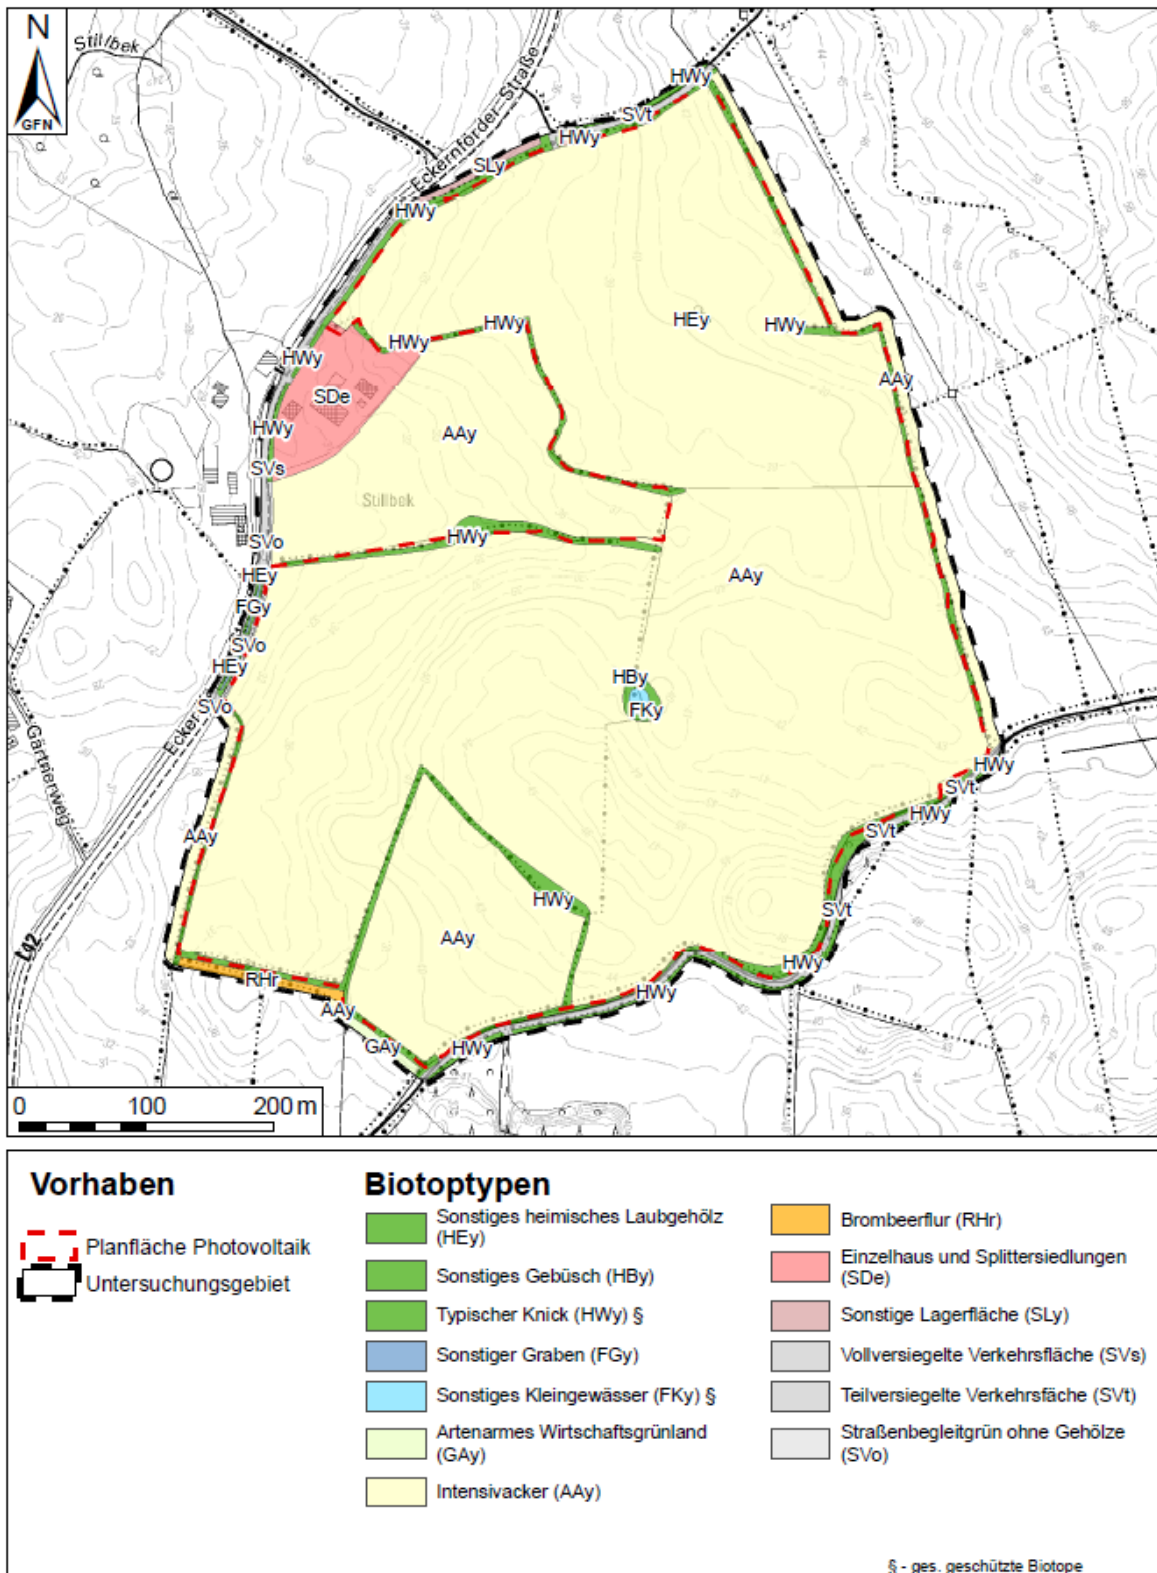 N
GFN
Stillbek
Eckernförder-Straße
HWy
SVt
HWy
SLy
HWy
HEy
HWy
HWy
HWy
HWy
AAy
SDe
HWy
AAy
SVs
Stillbek
HWy
SVo
HEy
AAy
FGy
SVo
HEy
HBy
SVo
FKy
Ecker
Gärtnerweg
HWy
SVt
HWy
AAy
SVt
HWy
SVt
L42
AAy
HWy
RHr
HWy
AAy
GAy
HWy
0 100 200 m
Vorhaben
Planfläche Photovoltaik
Untersuchungsgebiet
Biotoptypen
Sonstiges heimisches Laubgehölz
(HEy)
Sonstiges Gebüsch (HBy)
Typischer Knick (HWy) §
Sonstiger Graben (FGy)
Sonstiges Kleingewässer (FKy) §
Artenarmes Wirtschaftsgrünland
(GAy)
Intensivacker (AAy)
Brombeerflur (RHr)
Einzelhaus und Splittersiedlungen
(SDe)
Sonstige Lagerfläche (SLy)
Vollversiegelte Verkehrsfläche (SVs)
Teilversiegelte Verkehrsfäche (SVt)
Straßenbegleitgrün ohne Gehölze
(SVo)
§ - ges. geschützte Biotope